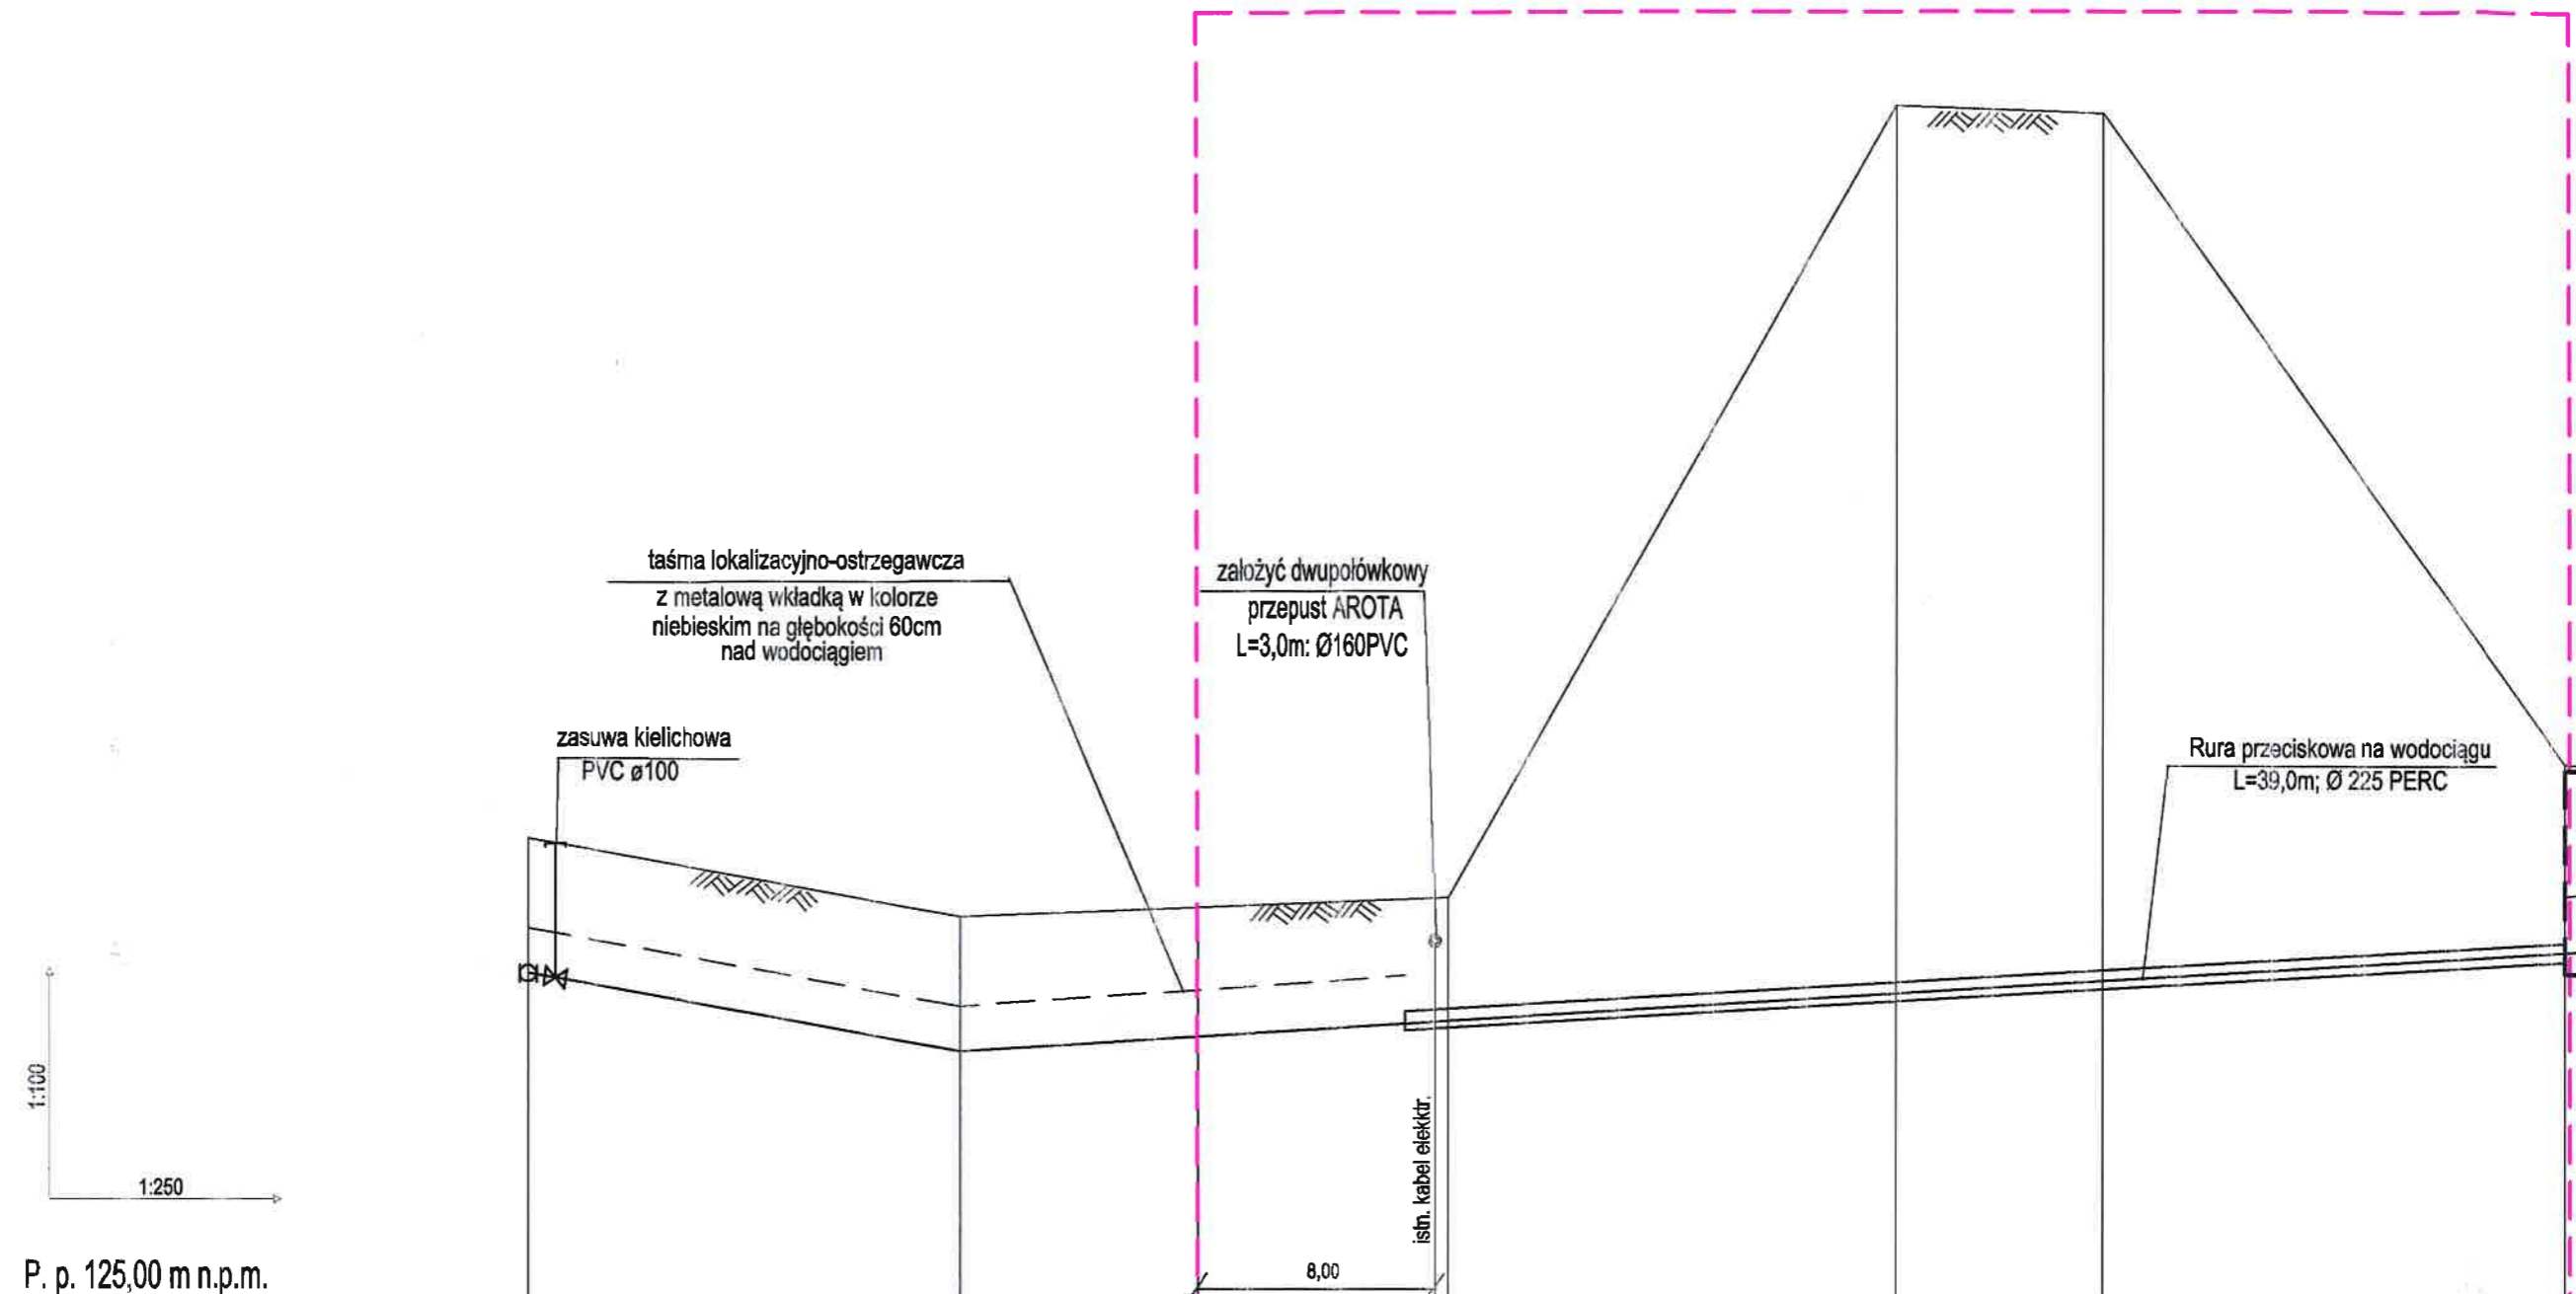 taśma lokalizacyjno-ostrzegawcza
z metalową wkładką w kolorze
niebieskim na głębokości 60cm
nad wodociągiem
założyć dwupołówkowy
przepust AROTA
L=3,0m: Ø160PVC
zasuwa kielichowa
PVC ø100
Rura przeciskowa na wodociągu
L=39,0m; Ø 225 PERC
1:100
1:250
istn. kabel elektr.
8,00
P. p. 125,00 m n.p.m.